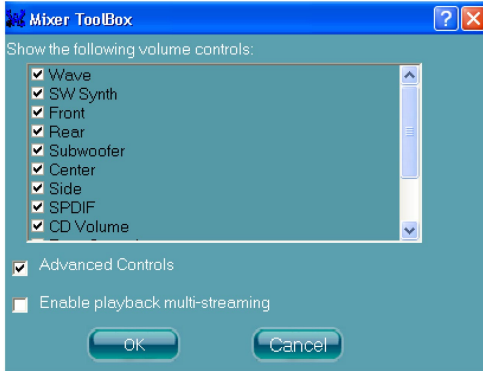 Mixer ToolBox
Show the following volume controls:
Wave
SW Synth
Front
Rear
Subwoofer
Center
Side
SPDIF
CD Volume
Advanced Controls
Enable playback multi-streaming
OK Cancel